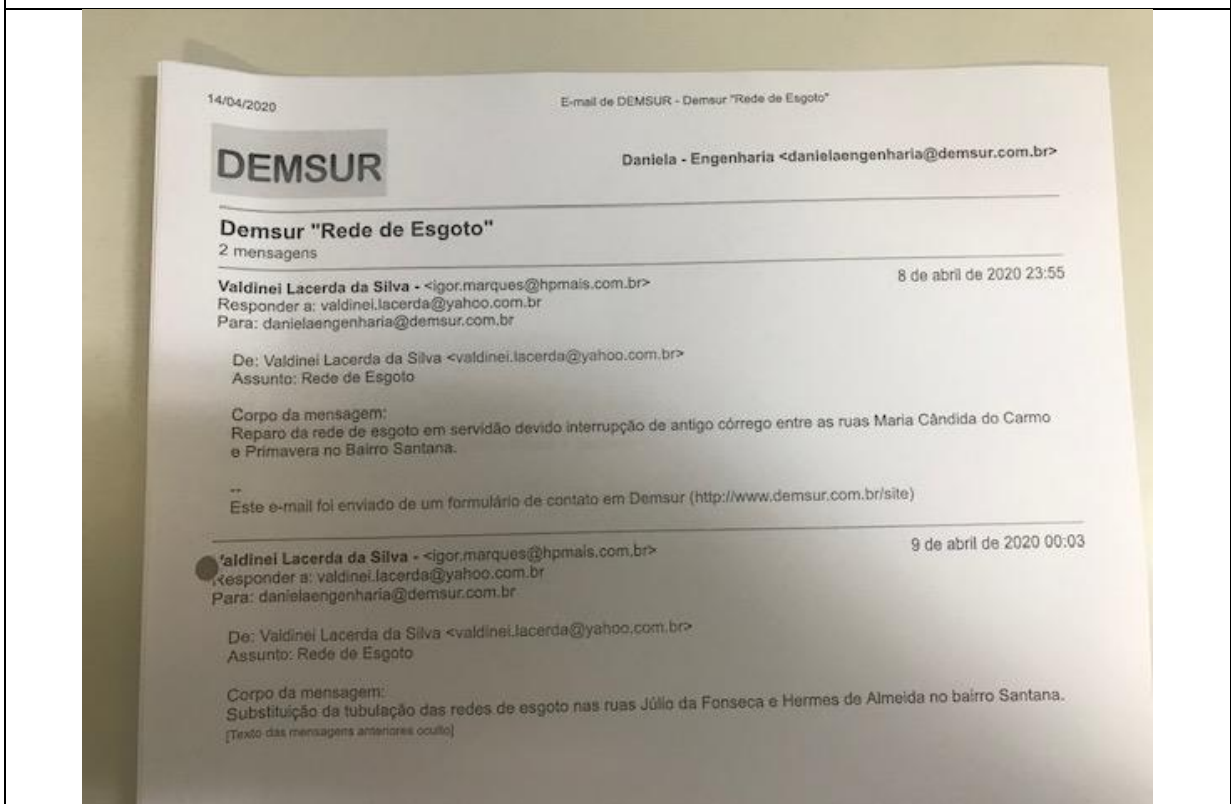 14/04/2020
E-mail de DEMSUR - Demsur "Rede de Esgoto"
DEMSUR
Daniela - Engenharia <danielaengenharia@demsur.com.br>
Demsur "Rede de Esgoto"
2 mensagens
Valdinei Lacerda da Silva - <igor.marques@hpmais.com.br>
8 de abril de 2020 23:55
Responder a: valdinei.lacerda@yahoo.com.br
Para: danielaengenharia@demsur.com.br
De: Valdinei Lacerda da Silva <valdinei.lacerda@yahoo.com.br>
Assunto: Rede de Esgoto
Corpo da mensagem:
Reparo da rede de esgoto em servidão devido interrupção de antigo córrego entre as ruas Maria Cândida do Carmo
e Primavera no Bairro Santana.
--
Este e-mail foi enviado de um formulário de contato em Demsur (http://www.demsur.com.br/site)
aldinei Lacerda da Silva - <igor.marques@hpmais.com.br>
9 de abril de 2020 00:03
Responder a: valdinei.lacerda@yahoo.com.br
Para: danielaengenharia@demsur.com.br
De: Valdinei Lacerda da Silva <valdinei.lacerda@yahoo.com.br>
Assunto: Rede de Esgoto
Corpo da mensagem:
Substituição da tubulação das redes de esgoto nas ruas Júlio da Fonseca e Hermes de Almeida no bairro Santana.
[Texto das mensagens anteriores oculto]